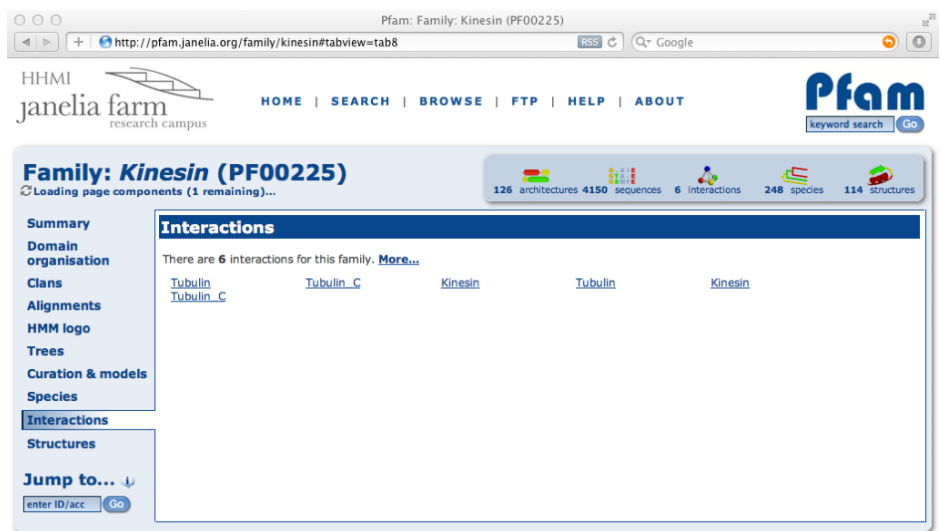 Pfam: Family: Kinesin (PF00225)
http://pfam.janelia.org/family/kinesin#tabview=tab8
RSS
Google
HHMI
janelia farm
research campus
HOME | SEARCH | BROWSE | FTP | HELP | ABOUT
Pfam
keyword search Go
Family: Kinesin (PF00225)
Loading page components (1 remaining)...
126 architectures 4150 sequences 6 interactions 248 species 114 structures
Summary
Domain
organisation
Clans
Alignments
HMM logo
Trees
Curation & models
Species
Interactions
Structures
Jump to...
enter ID/acc Go
Interactions
There are 6 interactions for this family. More...
Tubulin Tubulin_C Kinesin Tubulin Kinesin
Tubulin_C